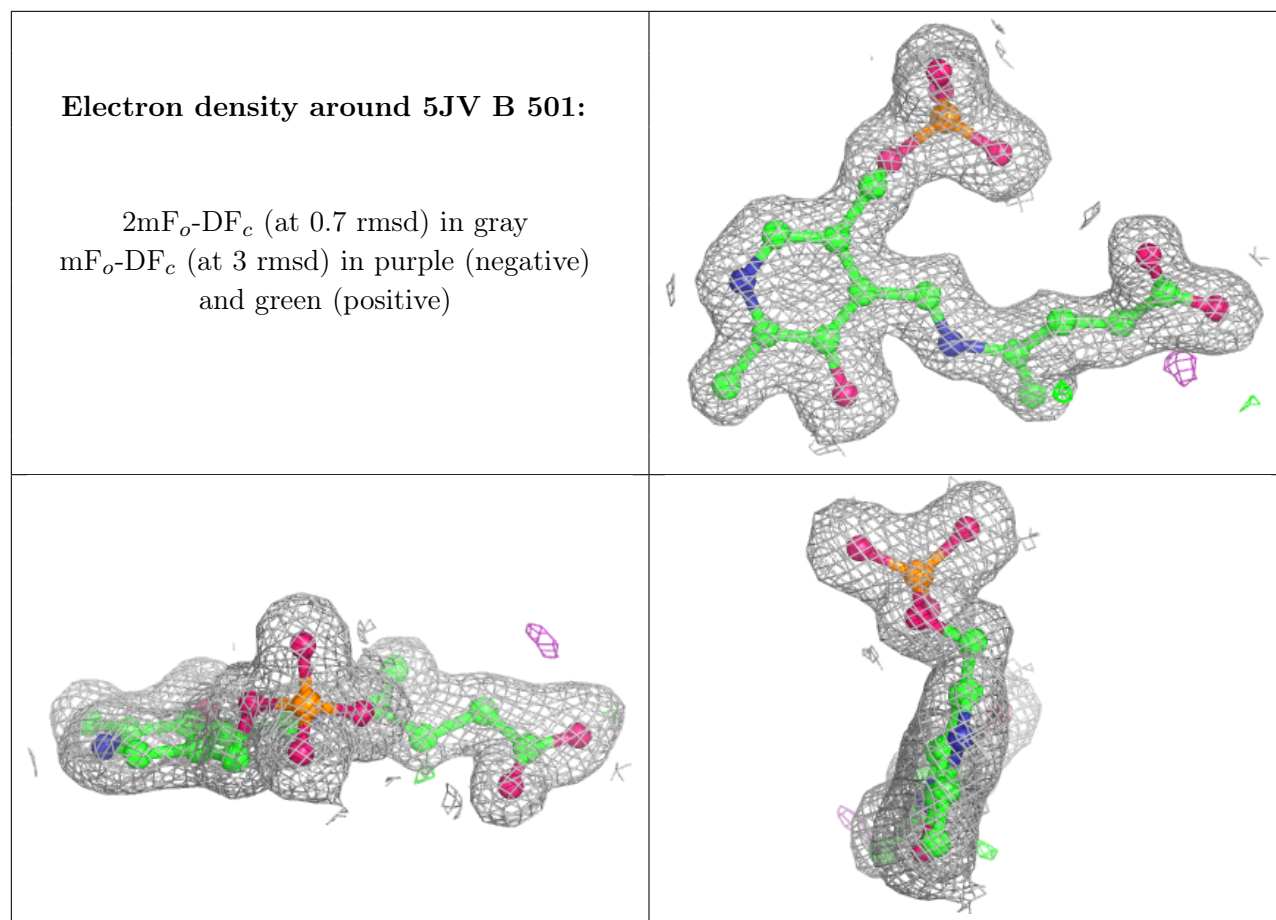 Electron density around 5JV B 501:
2mFo-DFc (at 0.7 rmsd) in gray
mFo-DFc (at 3 rmsd) in purple (negative)
and green (positive)